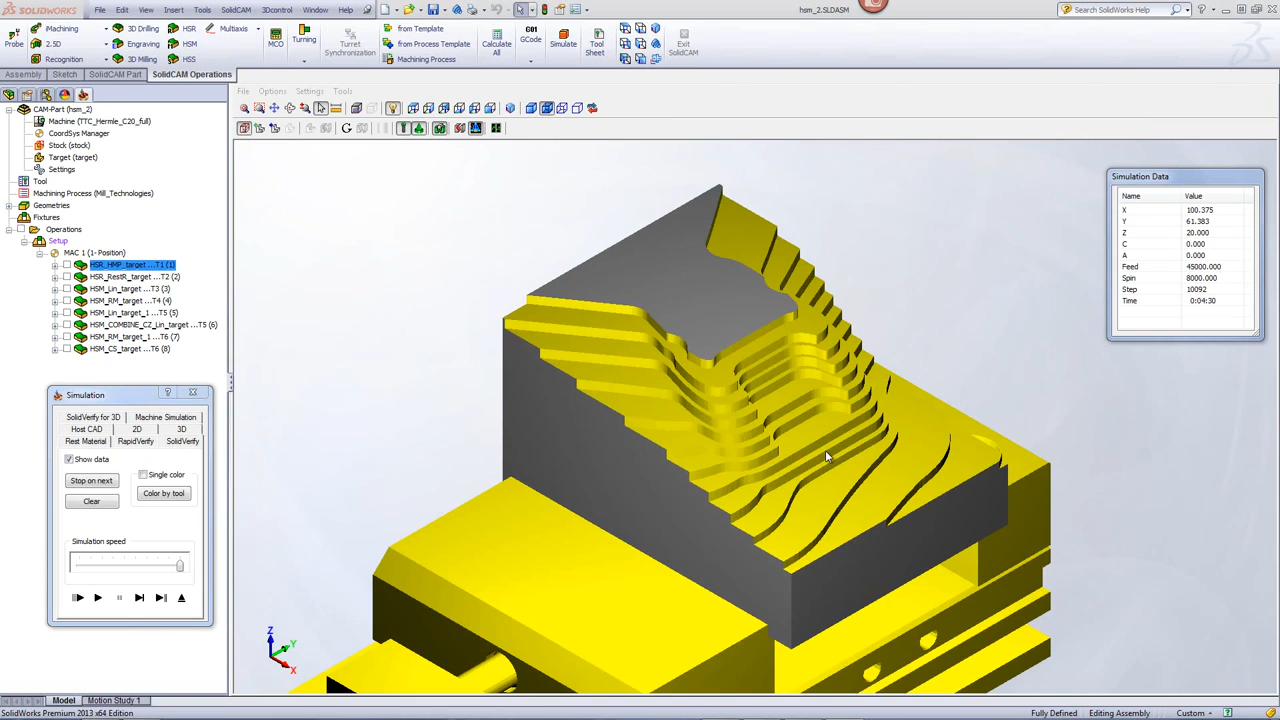 SOLIDWORKS File Edit View Insert Tools SolidCAM 3Dcontrol Window Help hsm_2.SLDASM Search SolidWorks Help
Probe iMachining 2.5D Recognition 3D Drilling Engraving 3D Milling HSR HSM HSS Multiaxis Turning Turret Synchronization MCO from Template from Process Template Machining Process Calculate All G01 GCode Simulate Tool Sheet Exit SolidCAM
Assembly Sketch SolidCAM Part SolidCAM Operations
File Options Settings Tools
CAM-Part (hsm_2)
Machine (TTC_Hermle_C20_full)
CoordSys Manager
Stock (stock)
Target (target)
Settings
Tool
Machining Process (Mill_Technologies)
Geometries
Fixtures
Operations
Setup
MAC 1 (1- Position)
HSR_HMP_target ...T1 (1)
HSR_RestR_target ...T2 (2)
HSM_Lin_target ...T3 (3)
HSM_RM_target ...T4 (4)
HSM_Lin_target_1 ...T5 (5)
HSM_COMBINE_CZ_Lin_target ...T5 (6)
HSM_RM_target_1 ...T6 (7)
HSM_CS_target ...T6 (8)
Simulation
SolidVerify for 3D Machine Simulation
Host CAD 2D 3D
Rest Material RapidVerify SolidVerify
Show data
Stop on next
Single color
Clear
Color by tool
Simulation speed
Simulation Data
Name Value
X 100.375
Y 61.383
Z 20.000
C 0.000
A 0.000
Feed 45000.000
Spin 8000.000
Step 10092
Time 0:04:30
Z
Y
X
Model Motion Study 1
SolidWorks Premium 2013 x64 Edition Fully Defined Editing Assembly Custom